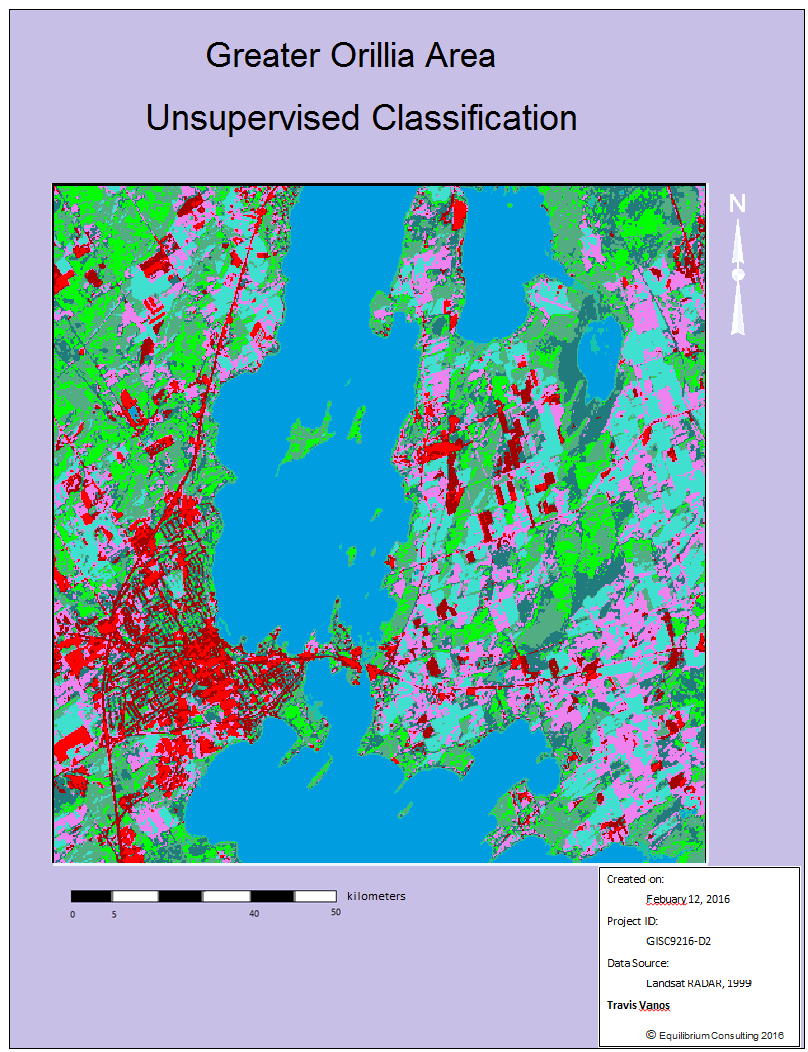 Greater Orillia Area
Unsupervised Classification
N
kilometers
0 5 40 50
Created on:
Febuary 12, 2016
Project ID:
GISC9216-D2
Data Source:
Landsat RADAR, 1999
Travis Vanos
© Equilibrium Consulting 2016